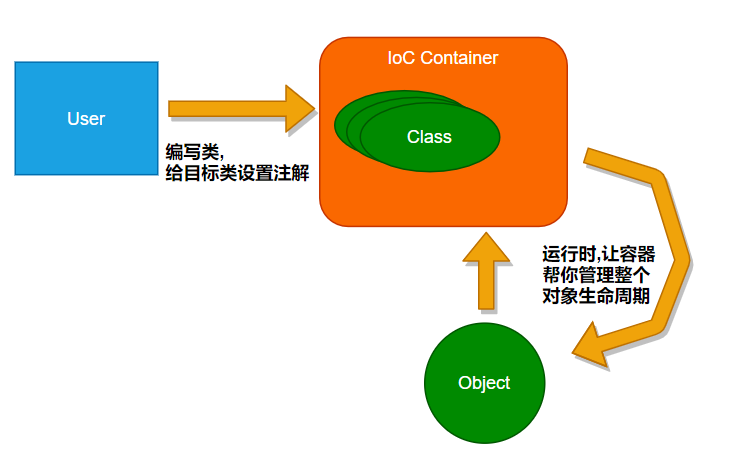 IoC Container
User
Class
编写类,
给目标类设置注解
运行时,让容器
帮你管理整个
对象生命周期
Object